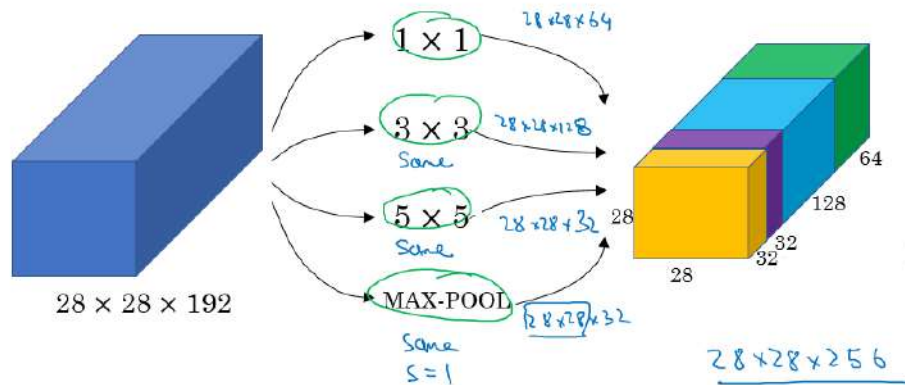 1 × 1
28×28×64
3 × 3
Same
28×28×128
5 × 5
Same
28×28×32
MAX-POOL
Same
S=1
28×28×32
28 × 28 × 192
28
28
32
32
128
64
28×28×256